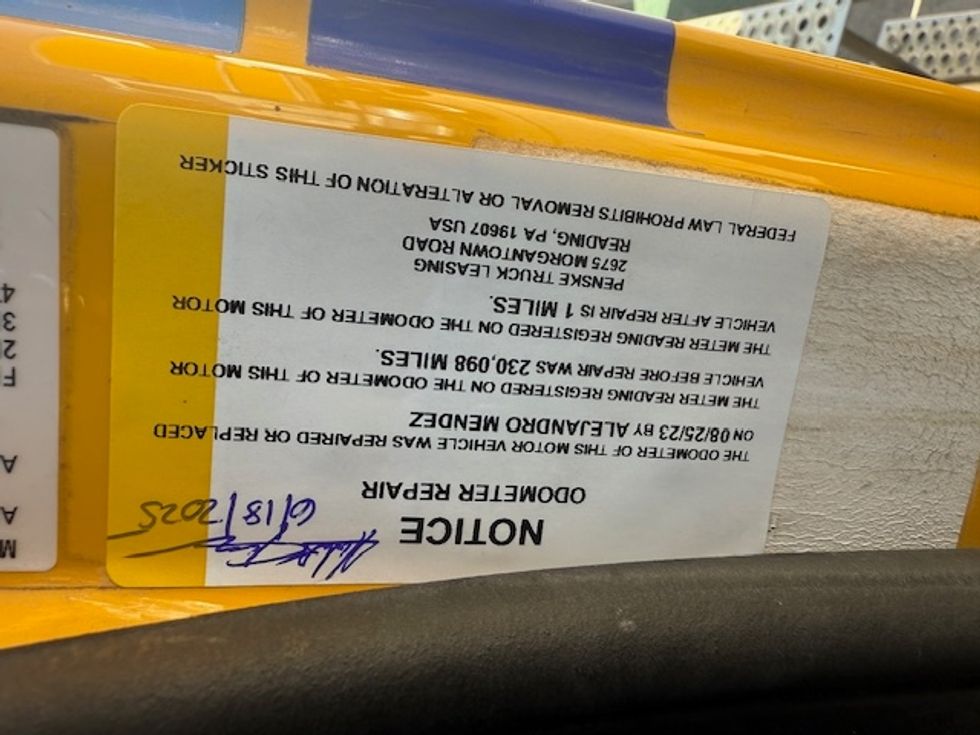 NOTICE
6/18/2025
ODOMETER REPAIR
THE ODOMETER OF THIS MOTOR VEHICLE WAS REPAIRED OR REPLACED
ON 08/25/23 BY ALEJANDRO MENDEZ
THE METER READING REGISTERED ON THE ODOMETER OF THIS MOTOR
VEHICLE BEFORE REPAIR WAS 230,098 MILES.
THE METER READING REGISTERED ON THE ODOMETER OF THIS MOTOR
VEHICLE AFTER REPAIR IS 1 MILES.
PENSKE TRUCK LEASING
2675 MORGANTOWN ROAD
READING, PA 19607 USA
FEDERAL LAW PROHIBITS REMOVAL OR ALTERATION OF THIS STICKER